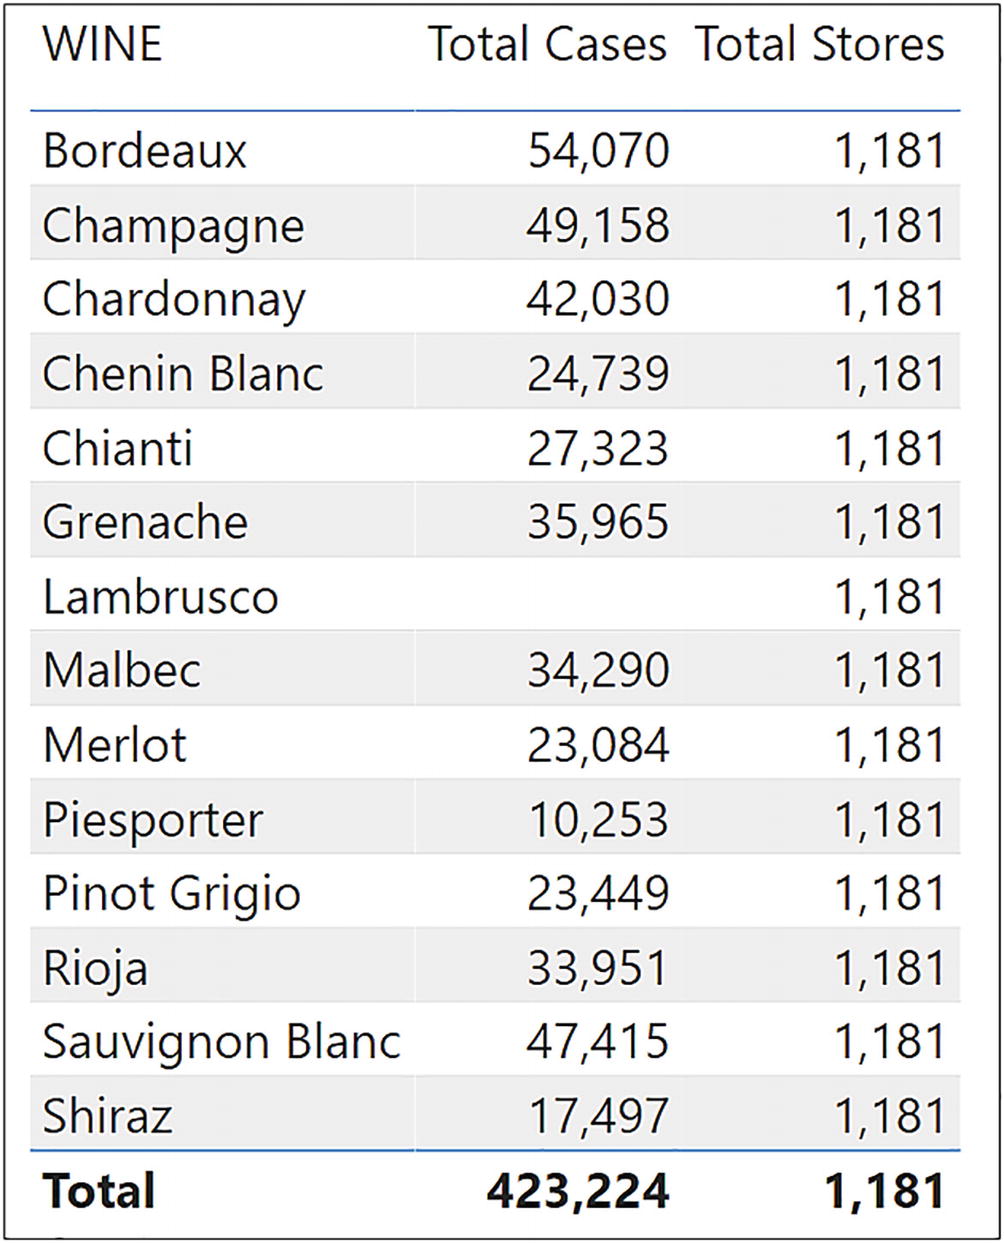 WINE Total Cases Total Stores
Bordeaux 54,070 1,181
Champagne 49,158 1,181
Chardonnay 42,030 1,181
Chenin Blanc 24,739 1,181
Chianti 27,323 1,181
Grenache 35,965 1,181
Lambrusco 1,181
Malbec 34,290 1,181
Merlot 23,084 1,181
Piesporter 10,253 1,181
Pinot Grigio 23,449 1,181
Rioja 33,951 1,181
Sauvignon Blanc 47,415 1,181
Shiraz 17,497 1,181
Total 423,224 1,181